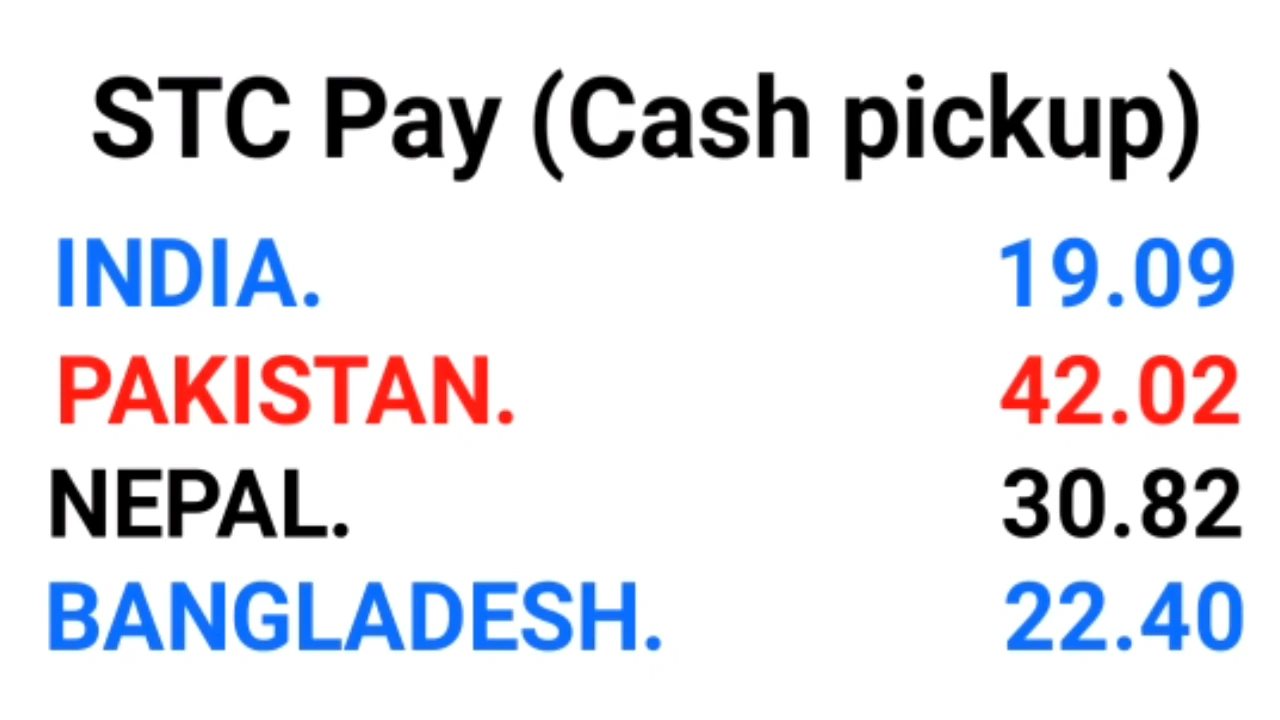 STC Pay (Cash pickup)
INDIA. 19.09
PAKISTAN. 42.02
NEPAL. 30.82
BANGLADESH. 22.40